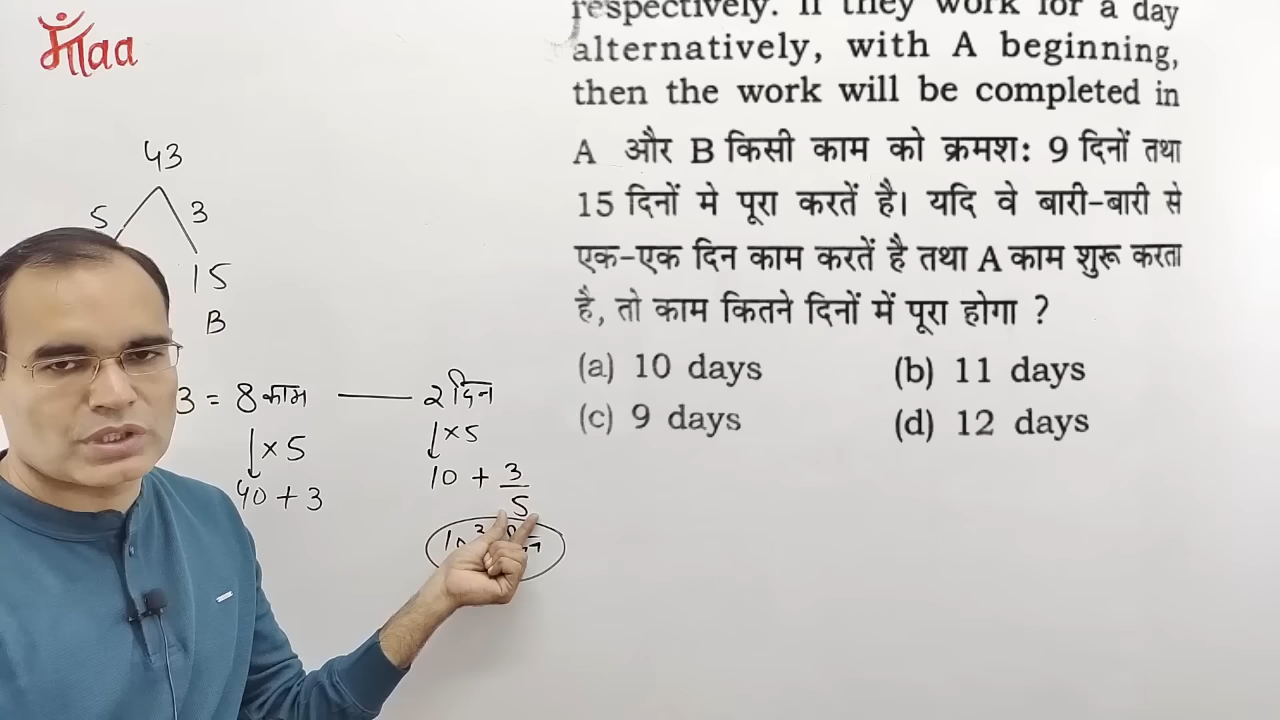 माँaa
respectively. If they work for a day
alternatively, with A beginning,
then the work will be completed in
A और B किसी काम को क्रमश: 9 दिनों तथा
15 दिनों मे पूरा करतें है। यदि वे बारी-बारी से
एक-एक दिन काम करतें है तथा A काम शुरू करता
है, तो काम कितने दिनों में पूरा होगा ?
(a) 10 days (b) 11 days
(c) 9 days (d) 12 days
43
5 3
15
B
3 = 8 काम — 2 दिन
↓×5 ↓×5
40 + 3 10 + 3/5